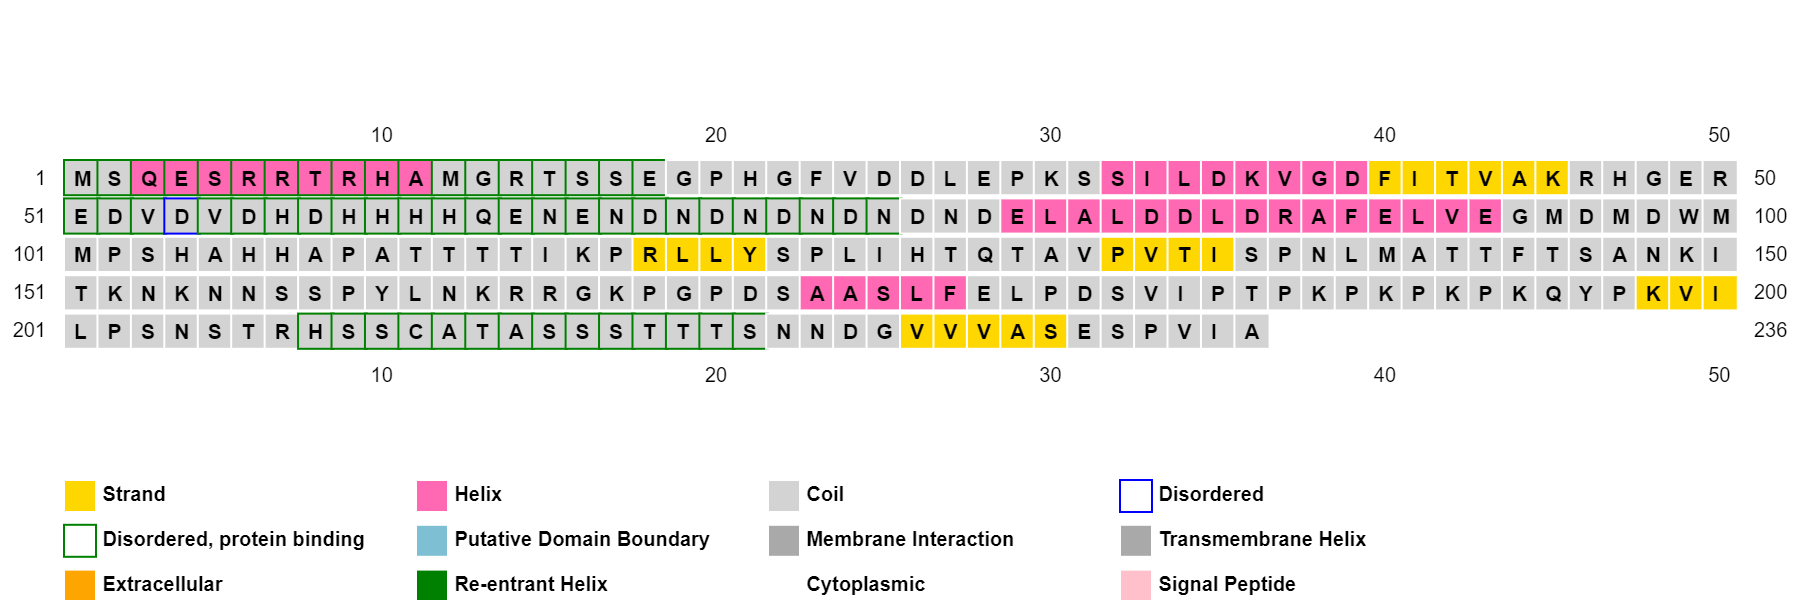 10 20 30 40 50
1 M S Q E S R R T R H A M G R T S S E G P H G F V D D L E P K S S I L D K V G D F I T V A K R H G E R 50
51 E D V D V D H D H H H H Q E N E N D N D N D N D N D N D E L A L D D L D R A F E L V E G M D M D W M 100
101 M P S H A H H A P A T T T T I K P R L L Y S P L I H T Q T A V P V T I S P N L M A T T F T S A N K I 150
151 T K N K N N S S P Y L N K R R G K P G P D S A A S L F E L P D S V I P T P K P K P K P K Q Y P K V I 200
201 L P S N S T R H S S C A T A S S S T T T S N N D G V V V A S E S P V I A 236
10 20 30 40 50
Strand Helix Coil Disordered
Disordered, protein binding Putative Domain Boundary Membrane Interaction Transmembrane Helix
Extracellular Re-entrant Helix Cytoplasmic Signal Peptide